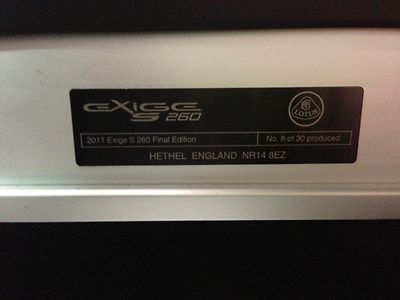 EXIGE
S 260
LOTUS
2011 Exige S 260 Final Edition
No. 8 of 30 produced
HETHEL ENGLAND NR14 8EZ